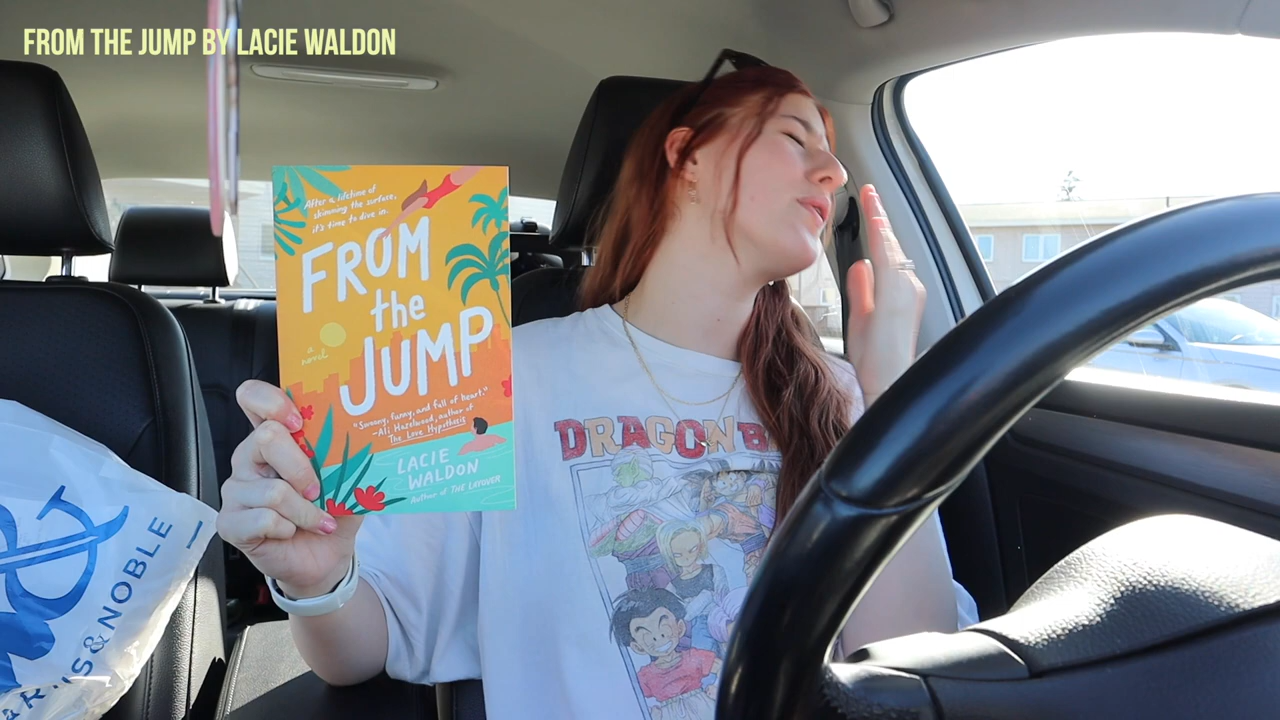 FROM THE JUMP BY LACIE WALDON
After a lifetime of
skimming the surface,
it's time to dive in.
FROM
the
JUMP
a
novel
"Swoony, funny, and full of heart."
—Ali Hazelwood, author of
The Love Hypothesis
LACIE
WALDON
Author of THE LAYOVER
DRAGON B
&
NOBLE